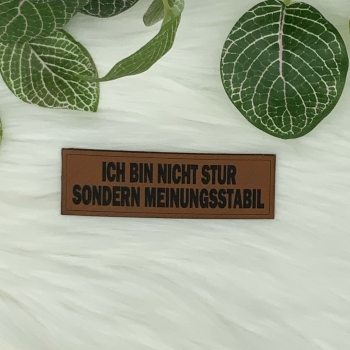 ICH BIN NICHT STUR
SONDERN MEINUNGSSTABIL